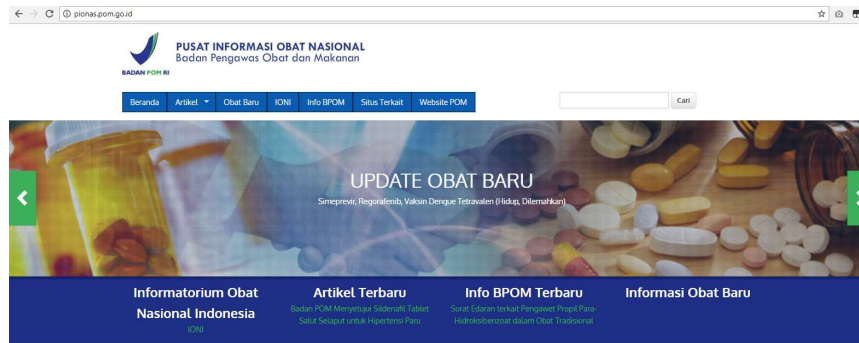 pionas.pom.go.id
PUSAT INFORMASI OBAT NASIONAL
Badan Pengawas Obat dan Makanan
BADAN POM RI
Beranda Artikel Obat Baru IONI Info BPOM Situs Terkait Website POM
Cari
UPDATE OBAT BARU
Simeprevir, Regorafenib, Vaksin Dengue Tetravalen (Hidup, Dilemahkan)
Informatorium Obat
Nasional Indonesia
IONI
Artikel Terbaru
Badan POM Menyetujui Sildenafil Tablet
Salut Selaput untuk Hipertensi Paru
Info BPOM Terbaru
Surat Edaran terkait Pengawet Propil Para-
Hidroksibenzoat dalam Obat Tradisional
Informasi Obat Baru